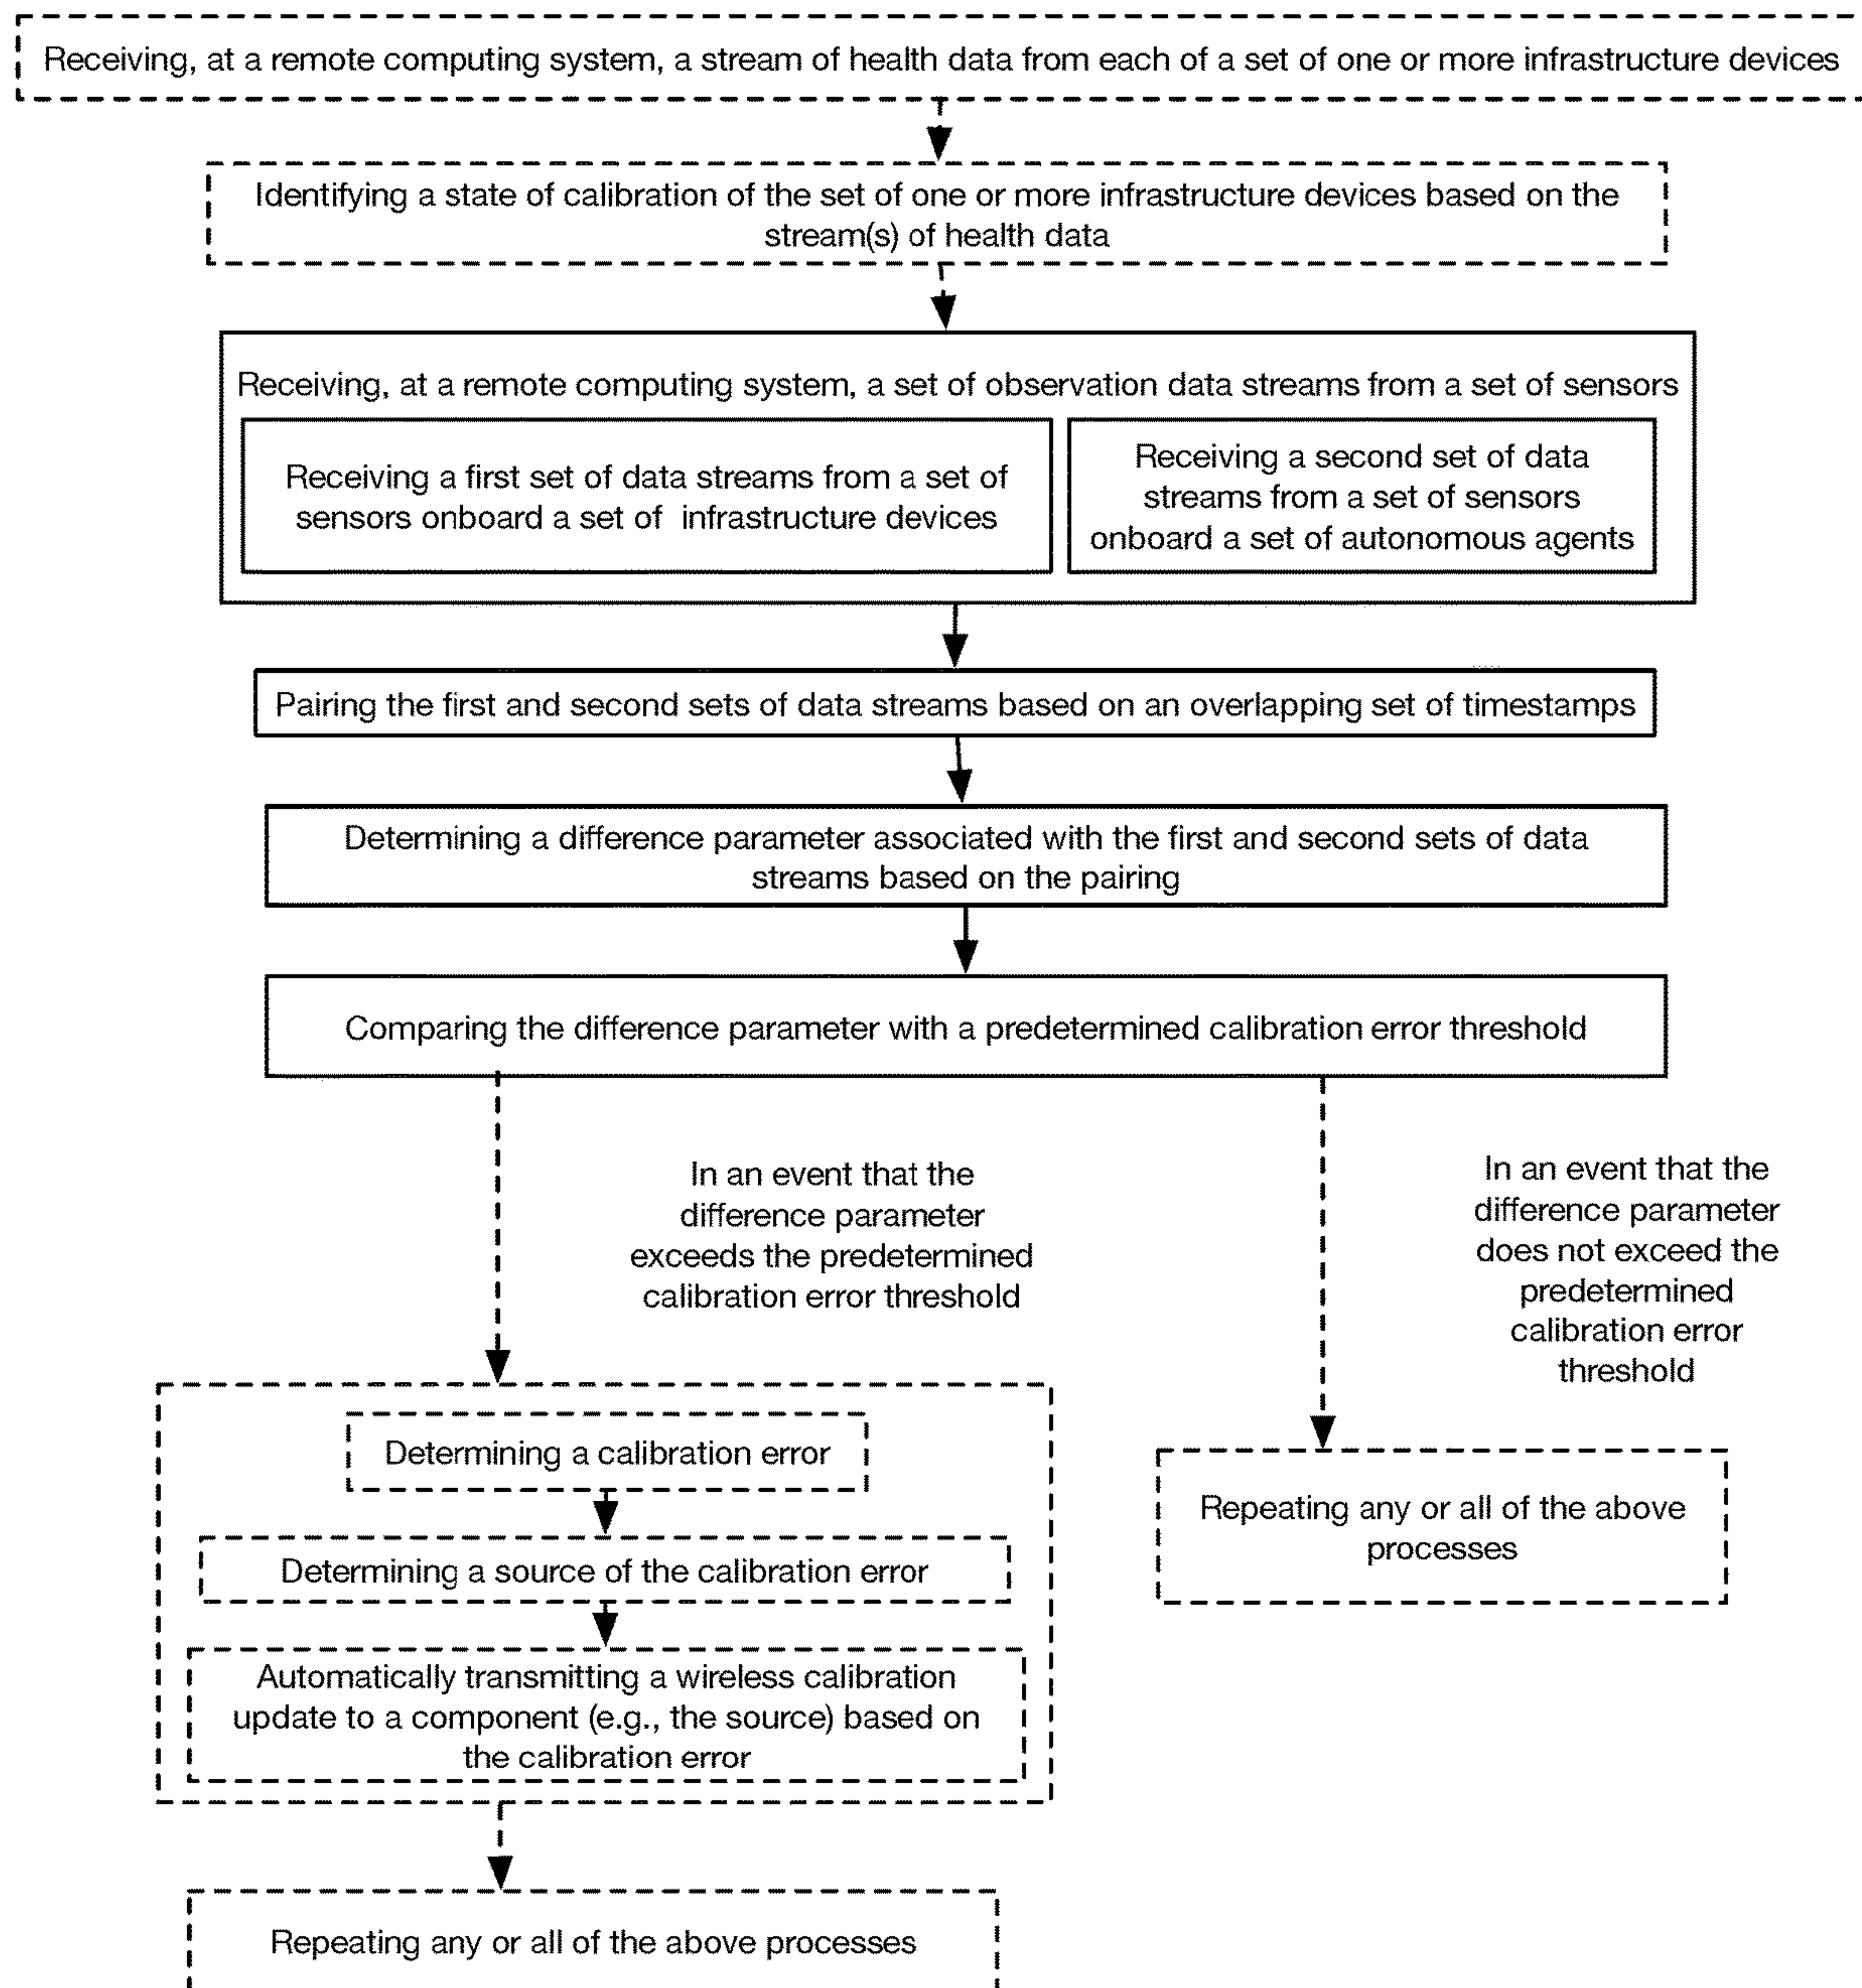 Receiving, at a remote computing system, a stream of health data from each of a set of one or more infrastructure devices
Identifying a state of calibration of the set of one or more infrastructure devices based on the
stream(s) of health data
Receiving, at a remote computing system, a set of observation data streams from a set of sensors
Receiving a first set of data streams from a set of
sensors onboard a set of infrastructure devices
Receiving a second set of data
streams from a set of sensors
onboard a set of autonomous agents
Pairing the first and second sets of data streams based on an overlapping set of timestamps
Determining a difference parameter associated with the first and second sets of data
streams based on the pairing
Comparing the difference parameter with a predetermined calibration error threshold
In an event that the
difference parameter
exceeds the predetermined
calibration error threshold
In an event that the
difference parameter
does not exceed the
predetermined
calibration error
threshold
Determining a calibration error
Determining a source of the calibration error
Automatically transmitting a wireless calibration
update to a component (e.g., the source) based on
the calibration error
Repeating any or all of the above
processes
Repeating any or all of the above processes